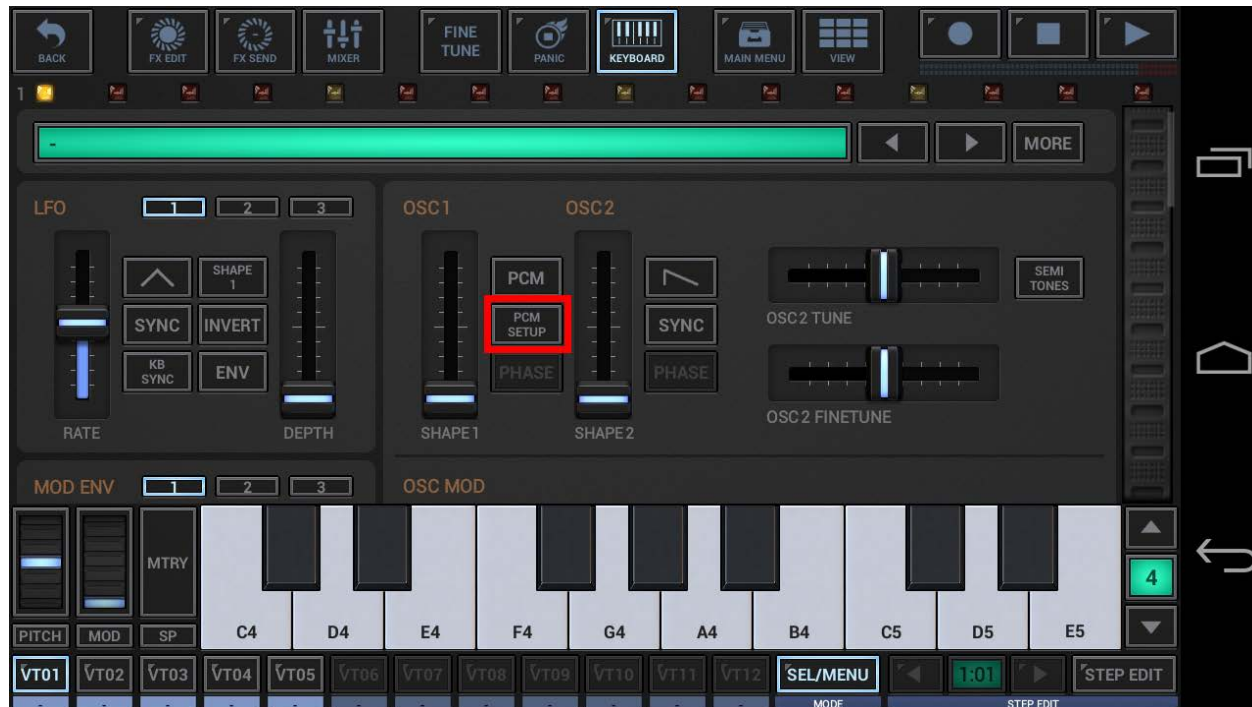 BACK
FX EDIT
FX SEND
MIXER
FINE
TUNE
PANIC
KEYBOARD
MAIN MENU
VIEW
1
-
MORE
LFO
1
2
3
OSC1
OSC2
SHAPE
1
SYNC
INVERT
KB
SYNC
ENV
RATE
DEPTH
PCM
PCM
SETUP
PHASE
SHAPE1
SYNC
PHASE
SHAPE2
OSC2 TUNE
SEMI
TONES
OSC2 FINETUNE
MOD ENV
1
2
3
OSC MOD
MTRY
4
PITCH
MOD
SP
C4
D4
E4
F4
G4
A4
B4
C5
D5
E5
VT01
VT02
VT03
VT04
VT05
VT06
VT07
VT08
VT09
VT10
VT11
VT12
SEL/MENU
1:01
STEP EDIT
MODE
STEP EDIT